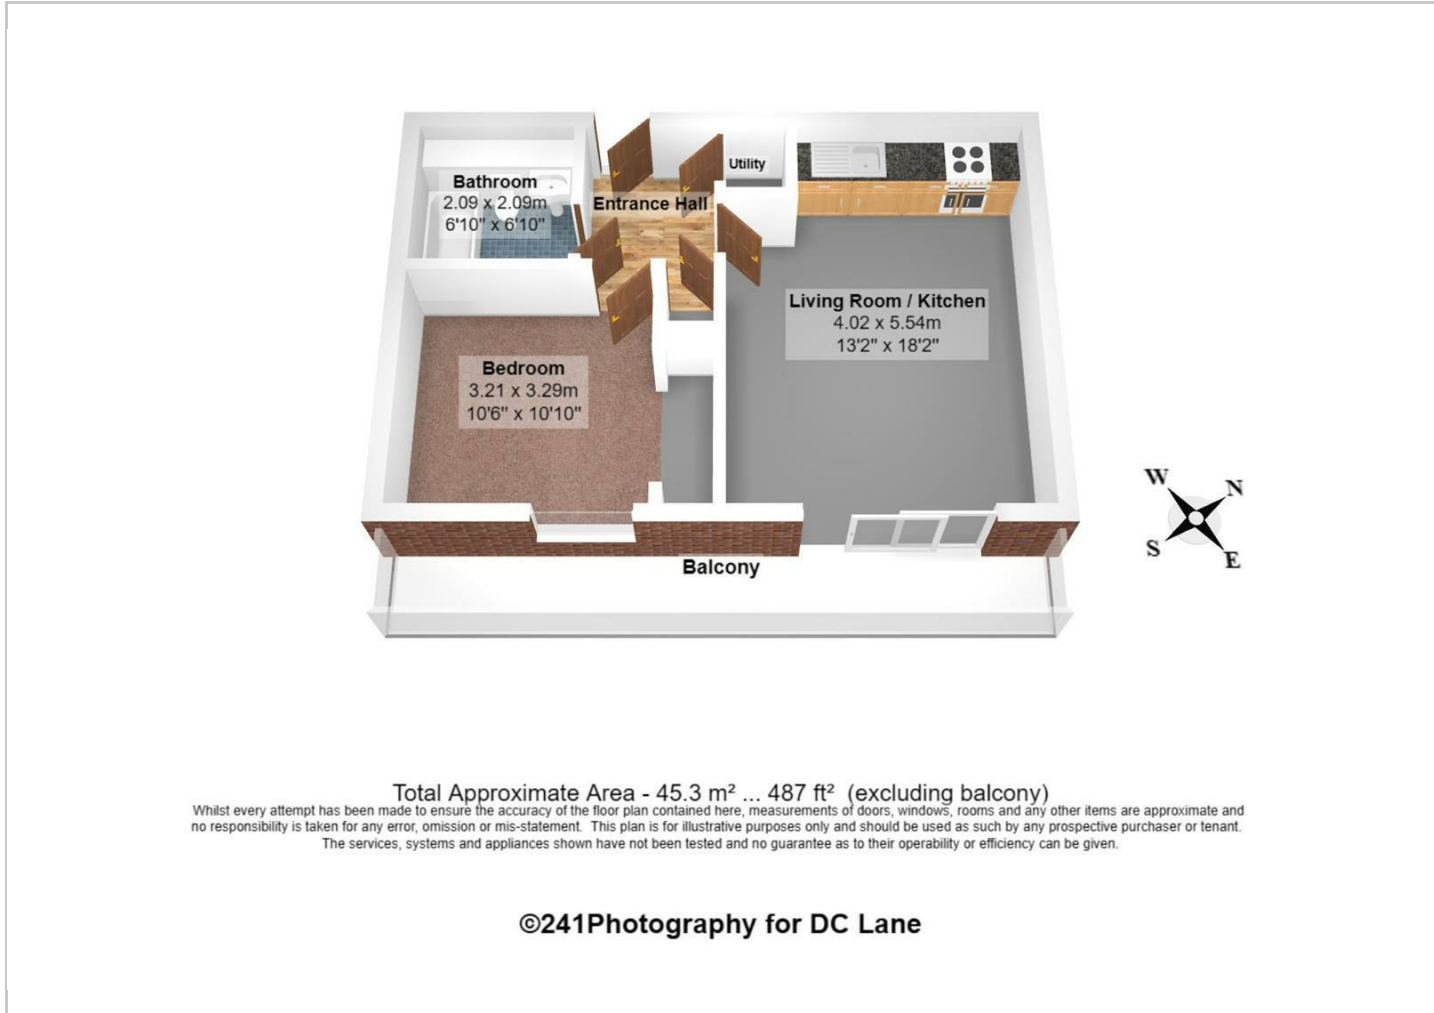 Utility
Bathroom
2.09 x 2.09m
6'10" x 6'10"
Entrance Hall
Living Room / Kitchen
4.02 x 5.54m
13'2" x 18'2"
Bedroom
3.21 x 3.29m
10'6" x 10'10"
W
N
S
E
Balcony
Total Approximate Area - 45.3 m² ... 487 ft² (excluding balcony)
Whilst every attempt has been made to ensure the accuracy of the floor plan contained here, measurements of doors, windows, rooms and any other items are approximate and
no responsibility is taken for any error, omission or mis-statement. This plan is for illustrative purposes only and should be used as such by any prospective purchaser or tenant.
The services, systems and appliances shown have not been tested and no guarantee as to their operability or efficiency can be given.
©241Photography for DC Lane